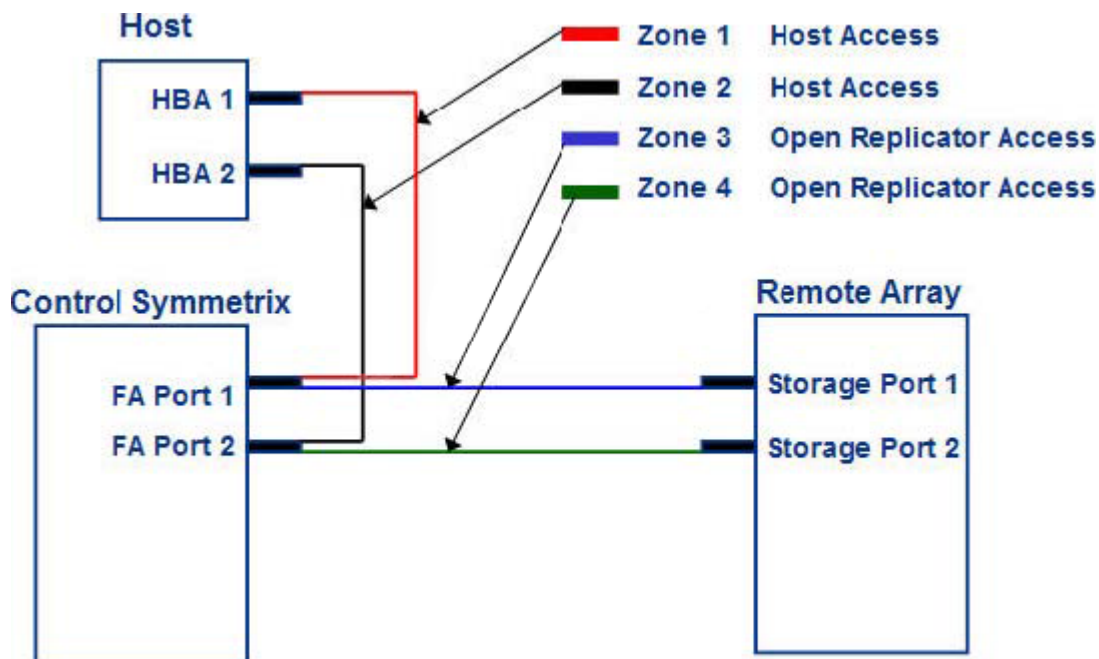 Host
HBA 1
HBA 2
Zone 1 Host Access
Zone 2 Host Access
Zone 3 Open Replicator Access
Zone 4 Open Replicator Access
Control Symmetrix
FA Port 1
FA Port 2
Remote Array
Storage Port 1
Storage Port 2